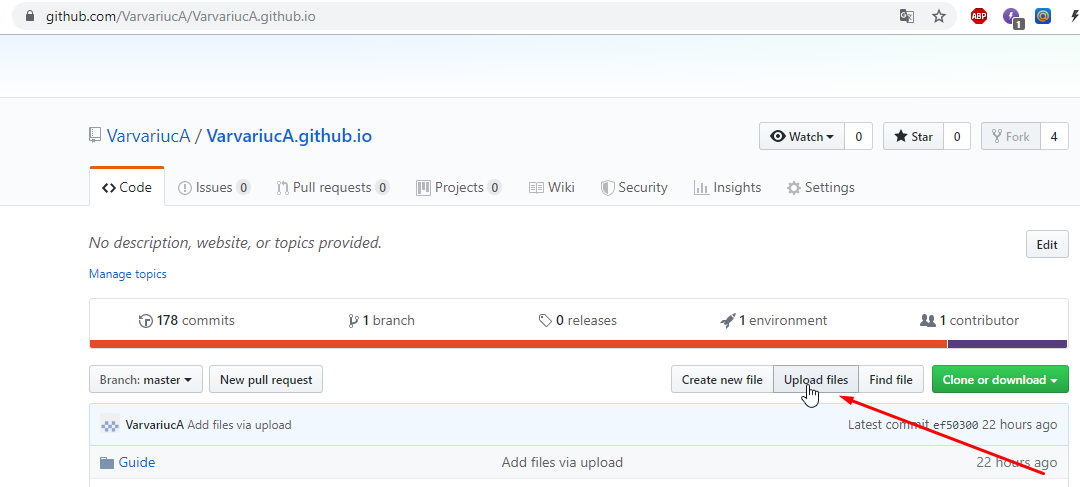 github.com/VarvariucA/VarvariucA.github.io
ABP
1
VarvariucA / VarvariucA.github.io
Watch 0 Star 0 Fork 4
Code Issues 0 Pull requests 0 Projects 0 Wiki Security Insights Settings
No description, website, or topics provided. Edit
Manage topics
178 commits 1 branch 0 releases 1 environment 1 contributor
Branch: master New pull request Create new file Upload files Find file Clone or download
VarvariucA Add files via upload Latest commit ef50300 22 hours ago
Guide Add files via upload 22 hours ago